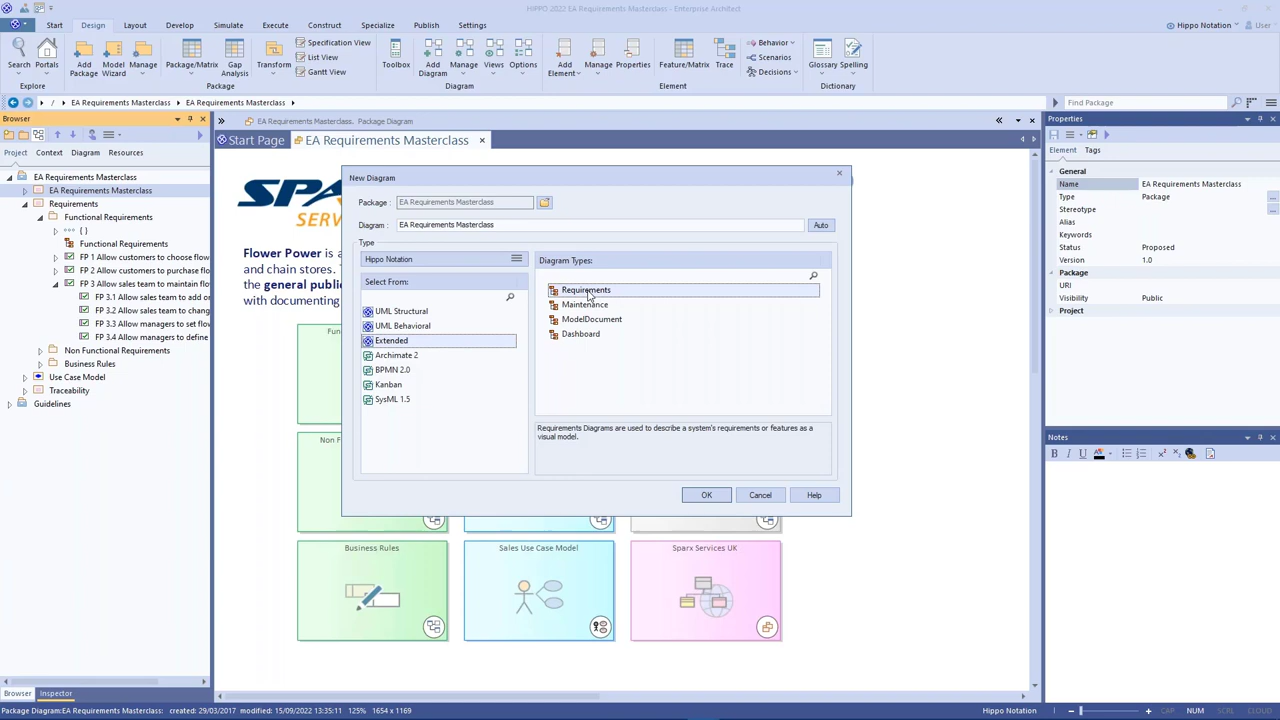 HIPPO 2022 EA Requirements Masterclass - Enterprise Architect
Start Design Layout Develop Simulate Execute Construct Specialize Publish Settings Hippo Notation User
Search Portals Add Package Model Wizard Manage Package/Matrix Gap Analysis Transform Specification View List View Gantt View Toolbox Add Diagram Manage Views Options Add Element Manage Properties Feature/Matrix Trace Behavior Scenarios Decisions Glossary Spelling
Explore Package Diagram Element Dictionary
/ EA Requirements Masterclass EA Requirements Masterclass Find Package
Browser
Project Context Diagram Resources
EA Requirements Masterclass
EA Requirements Masterclass
Requirements
Functional Requirements
{ }
Functional Requirements
FP 1 Allow customers to maintain
FP 2 Allow customers to purchase
FP 3 Allow sales team to maintain
FP 3.1 Allow sales team to add or
FP 3.2 Allow sales team to chang
FP 3.3 Allow managers to set flow
FP 3.4 Allow managers to define
Non Functional Requirements
Business Rules
Use Case Model
Traceability
Guidelines
Browser Inspector
EA Requirements Masterclass. Package Diagram
Start Page EA Requirements Masterclass
Flower Power is a
and chain stores. T
the general public
with documenting
Business Rules
Sales Use Case Model
Sparx Services UK
New Diagram
Package : EA Requirements Masterclass
Diagram : EA Requirements Masterclass Auto
Type
Hippo Notation
Select From:
UML Structural
UML Behavioral
Extended
Archimate 2
BPMN 2.0
Kanban
SysML 1.5
Diagram Types:
Requirements
Maintenance
ModelDocument
Dashboard
Requirements Diagrams are used to describe a system's requirements or features as a
visual model.
OK Cancel Help
Properties
Element Tags
General
Name EA Requirements Masterclass
Type Package
Stereotype
Alias
Keywords
Status Proposed
Version 1.0
Package
URI
Visibility Public
Project
Notes
B I U A
Package Diagram:EA Requirements Masterclass: created: 29/03/2017 modified: 15/09/2022 13:35:11 125% 1654 x 1169 Hippo Notation CAP NUM SCRL CLOUD